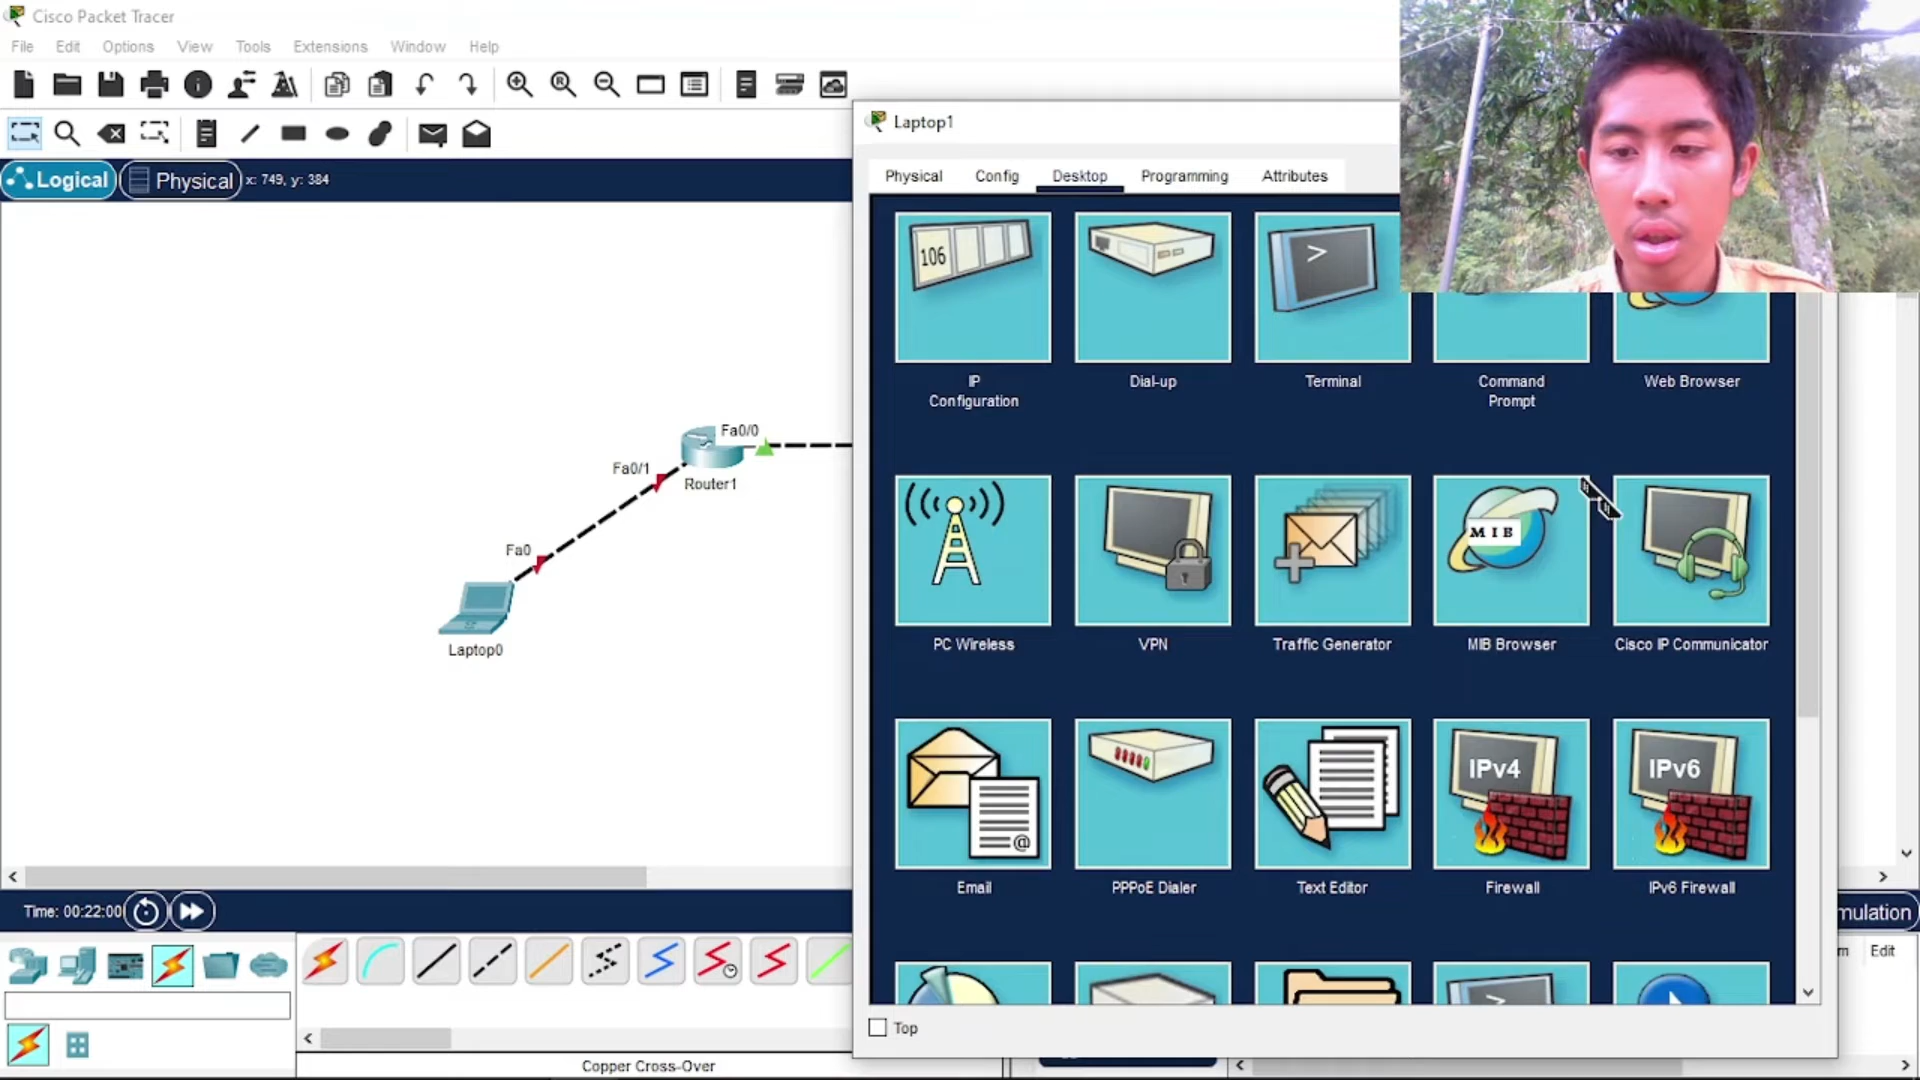 Cisco Packet Tracer
File Edit Options View Tools Extensions Window Help
Logical Physical x: 749, y: 384
Fa0/0
Fa0/1
Router1
Fa0
Laptop0
Laptop1
Physical Config Desktop Programming Attributes
106
>
IP Configuration
Dial-up
Terminal
Command Prompt
Web Browser
MIB
PC Wireless
VPN
Traffic Generator
MIB Browser
Cisco IP Communicator
@
IPv4
IPv6
Email
PPPoE Dialer
Text Editor
Firewall
IPv6 Firewall
>
Top
Time: 00:22:00
mulation
m Edit
Copper Cross-Over